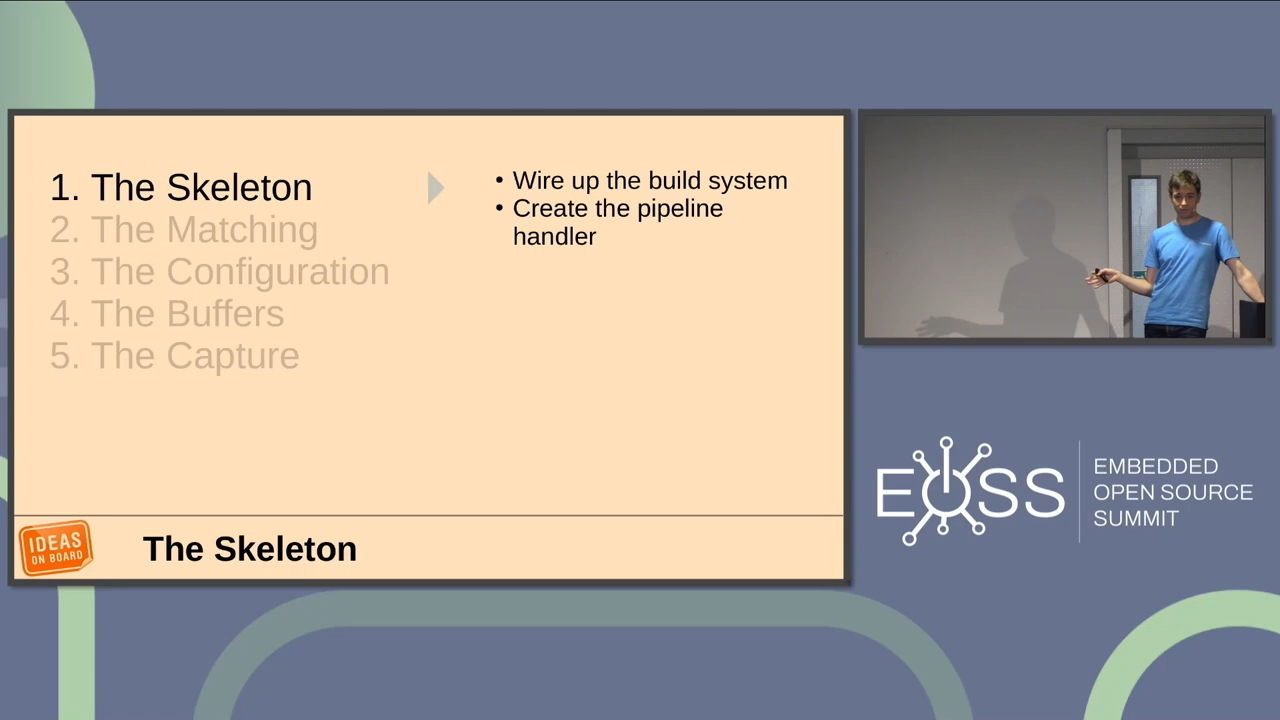 1. The Skeleton
2. The Matching
3. The Configuration
4. The Buffers
5. The Capture
• Wire up the build system
• Create the pipeline
handler
IDEAS
ON BOARD
The Skeleton
EOSS
EMBEDDED
OPEN SOURCE
SUMMIT